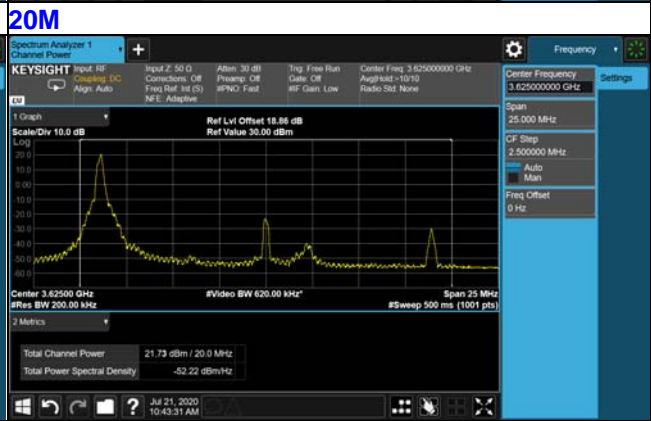 20M
Spectrum Analyzer 1
Channel Power
Frequency
KEYSIGHT
Input: RF
Coupling: DC
Align: Auto
Input Z: 50 Ω
Corrections: Off
Freq Ref: Int (S)
NFE: Adaptive
Atten: 30 dB
Preamp: Off
#PNO: Fast
Trig: Free Run
Gate: Off
#IF Gain: Low
Center Freq: 3.625000000 GHz
Avg|Hold:>10/10
Radio Std: None
Center Frequency
3.625000000 GHz
Settings
Span
25.000 MHz
CF Step
2.500000 MHz
Auto
Man
Freq Offset
0 Hz
1 Graph
Scale/Div 10.0 dB
Ref Lvl Offset 18.86 dB
Ref Value 30.00 dBm
Log
20.0
10.0
0.00
-10.0
-20.0
-30.0
-40.0
-50.0
-60.0
Center 3.62500 GHz
#Res BW 200.00 kHz
#Video BW 620.00 kHz*
Span 25 MHz
#Sweep 500 ms (1001 pts)
2 Metrics
Total Channel Power 21.73 dBm / 20.0 MHz
Total Power Spectral Density -52.22 dBm/Hz
Jul 21, 2020
10:43:31 AM